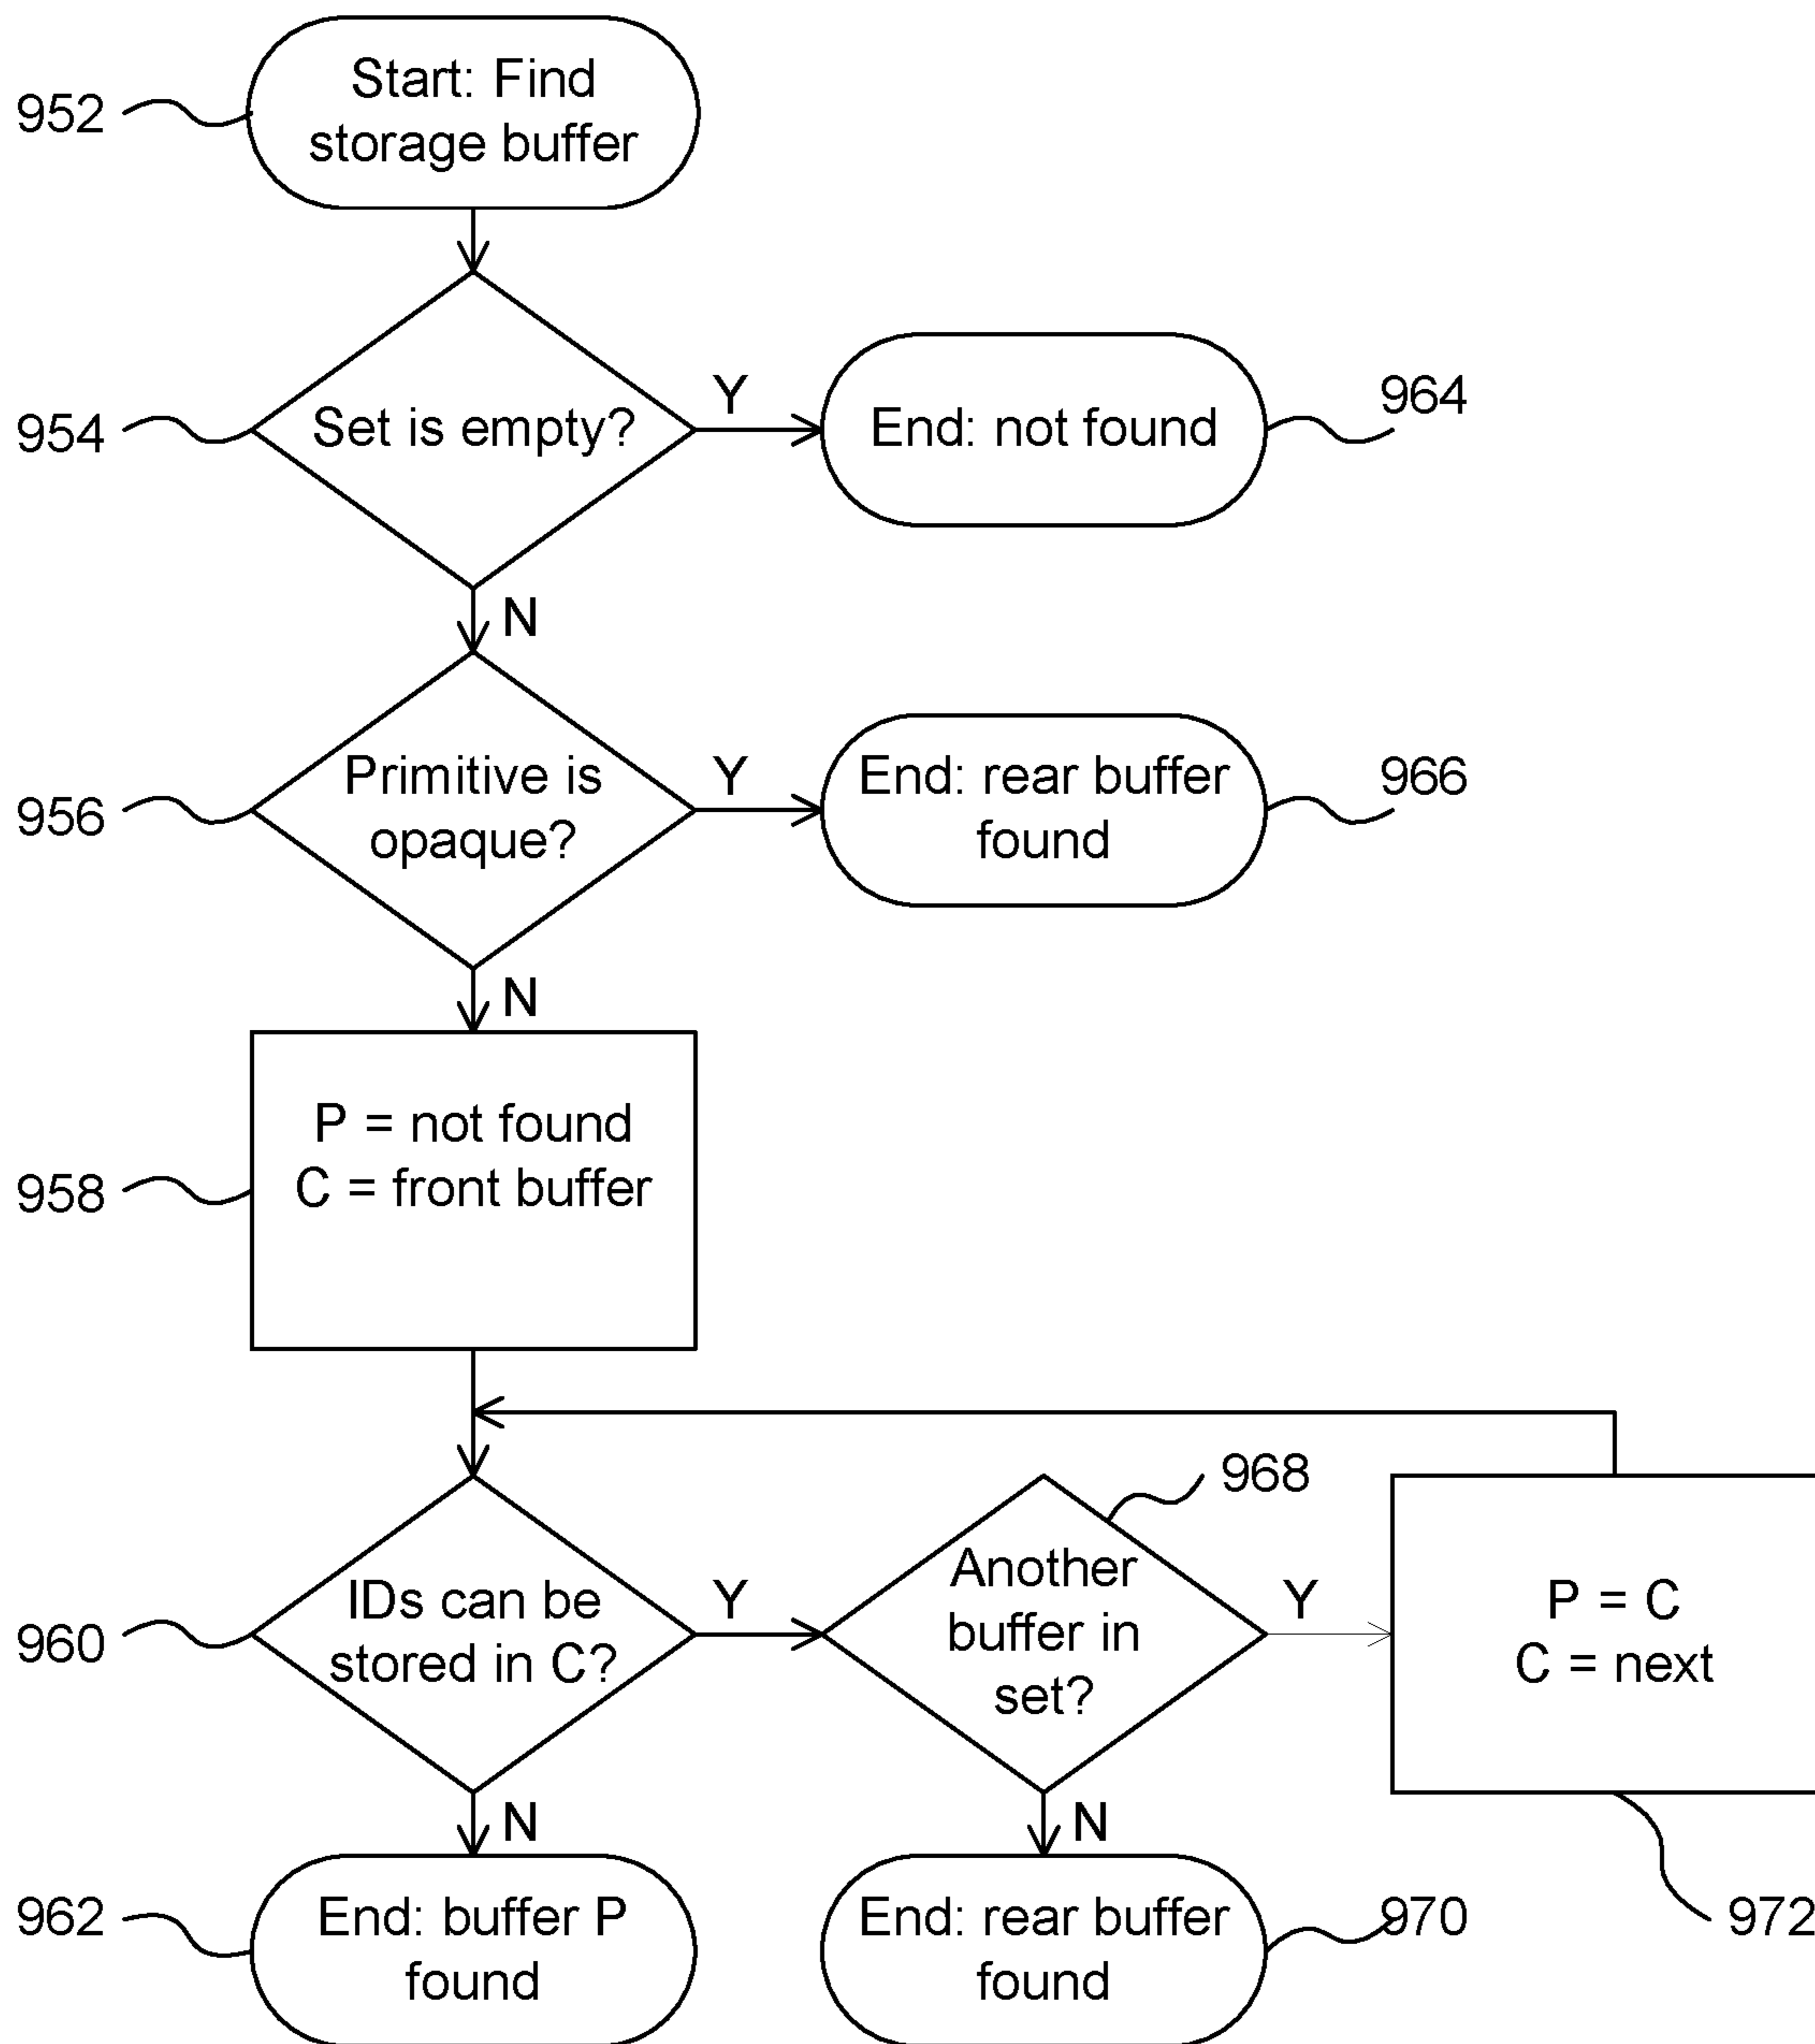 952
Start: Find
storage buffer
954
Set is empty?
Y
End: not found
964
N
956
Primitive is
opaque?
Y
End: rear buffer
found
966
N
958
P = not found
C = front buffer
960
IDs can be
stored in C?
Y
968
Another
buffer in
set?
Y
P = C
C = next
N
N
962
End: buffer P
found
End: rear buffer
found
970
972